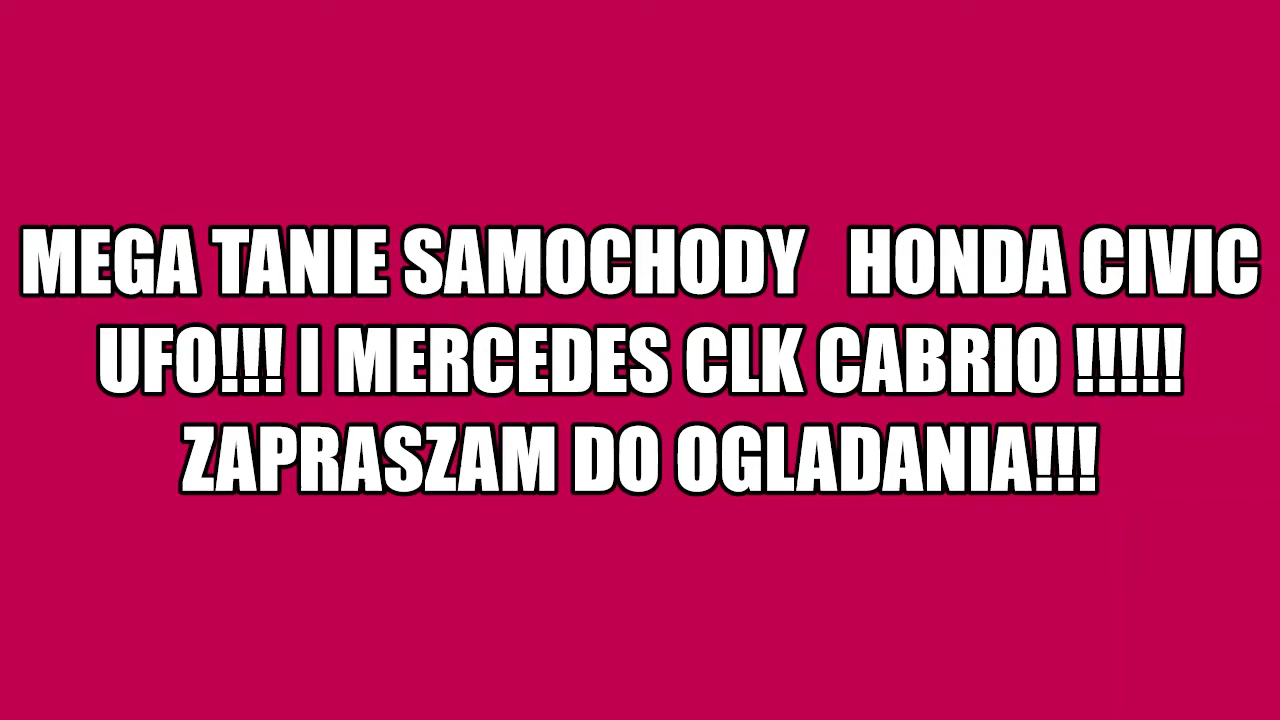 MEGA TANIE SAMOCHODY   HONDA CIVIC
UFO!!! I MERCEDES CLK CABRIO !!!!!
ZAPRASZAM DO OGLADANIA!!!